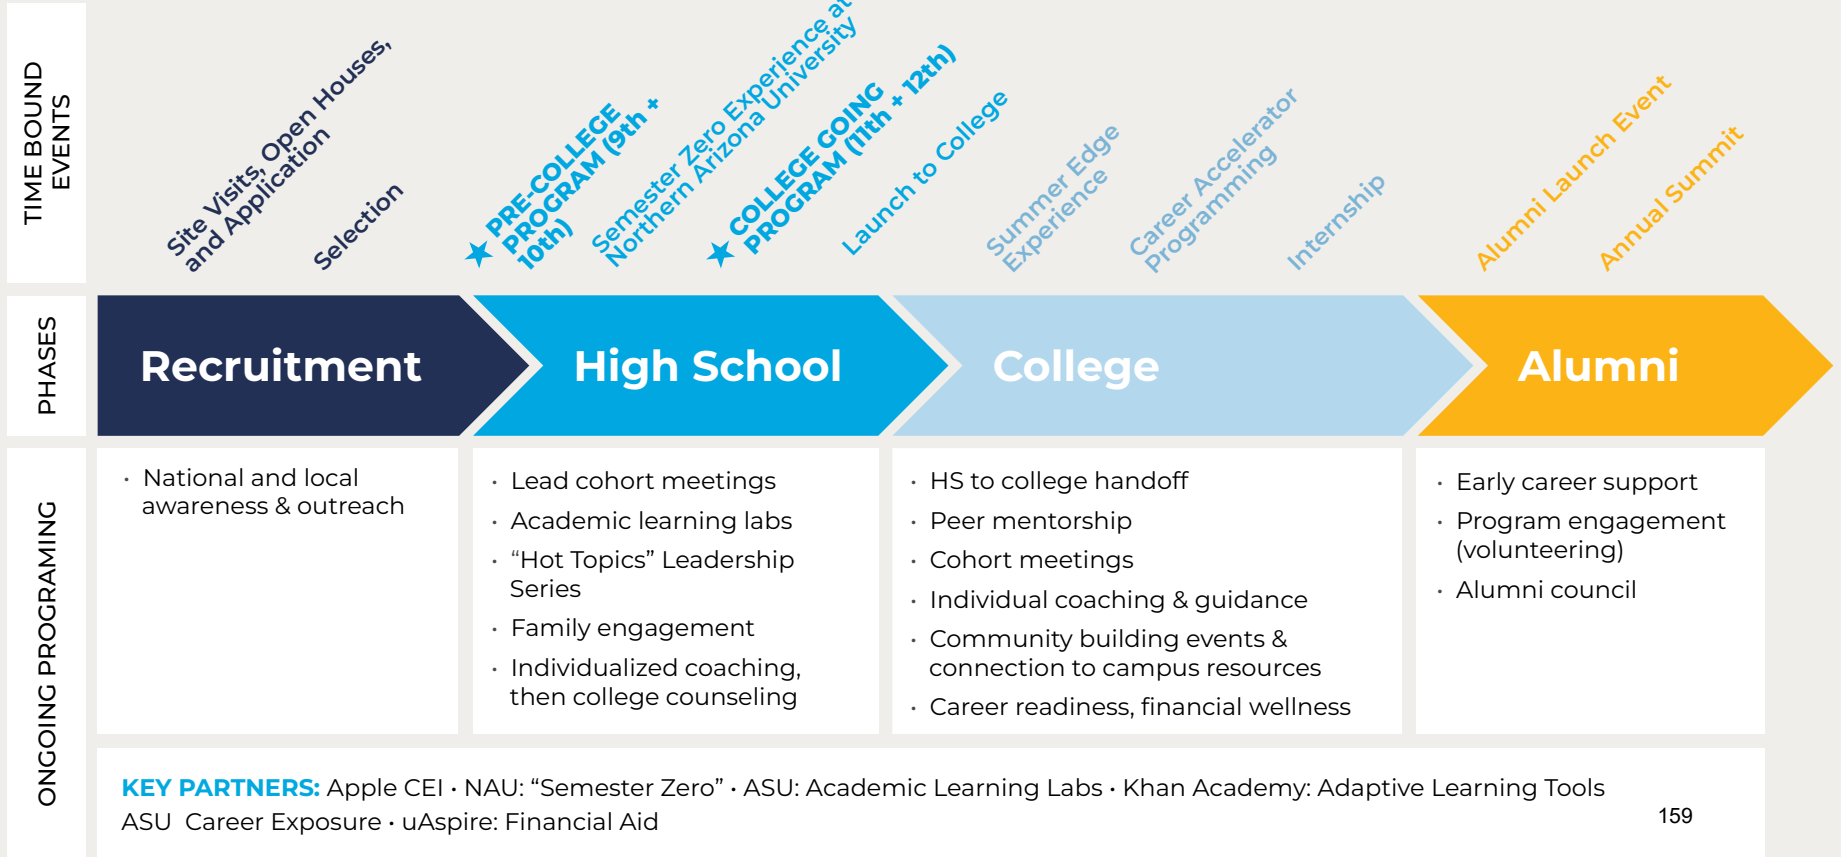 TIME BOUND
EVENTS
Site Visits, Open Houses,
and Application
Selection
PRE-COLLEGE
PROGRAM (9th +
10th)
Semester Zero Experience at
Northern Arizona University
COLLEGE GOING
PROGRAM (11th + 12th)
Launch to College
Summer Edge
Experience
Career Accelerator
Programming
Internship
Alumni Launch Event
Annual Summit
PHASES
Recruitment
High School
College
Alumni
ONGOING PROGRAMING
· National and local
awareness & outreach
· Lead cohort meetings
· Academic learning labs
· “Hot Topics” Leadership
Series
· Family engagement
· Individualized coaching,
then college counseling
· HS to college handoff
· Peer mentorship
· Cohort meetings
· Individual coaching & guidance
· Community building events &
connection to campus resources
· Career readiness, financial wellness
· Early career support
· Program engagement
(volunteering)
· Alumni council
KEY PARTNERS: Apple CEI · NAU: “Semester Zero” · ASU: Academic Learning Labs · Khan Academy: Adaptive Learning Tools
ASU Career Exposure · uAspire: Financial Aid
159